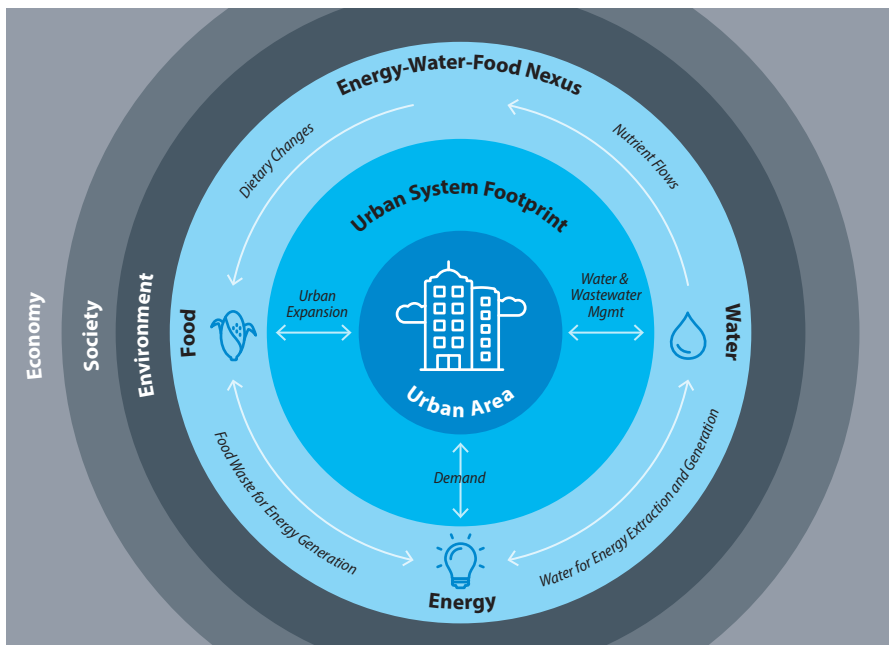 Energy-Water-Food Nexus
Dietary Changes
Nutrient Flows
Urban System Footprint
Urban
Expansion
Water &
Wastewater
Mgmt
Economy
Society
Environment
Food
Water
Urban Area
Demand
Food Waste for Energy Generation
Water for Energy Extraction and Generation
Energy